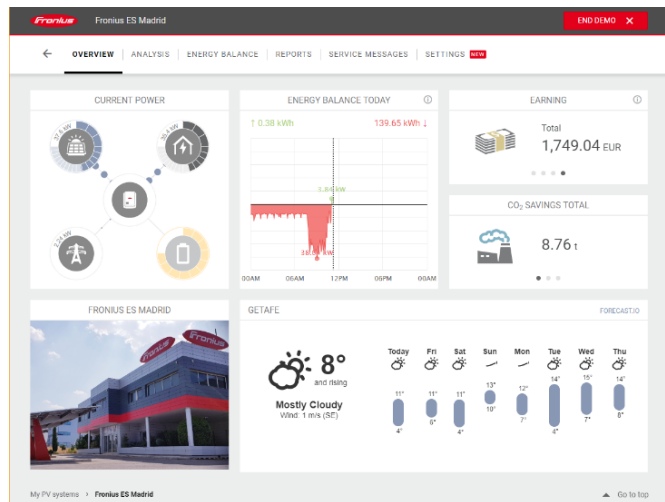 Fronius
Fronius ES Madrid
END DEMO X
OVERVIEW
ANALYSIS
ENERGY BALANCE
REPORTS
SERVICE MESSAGES
SETTINGS NEW
CURRENT POWER
ENERGY BALANCE TODAY
↑ 0.38 kWh
139.65 kWh ↓
00AM 06AM 12PM 06PM 00AM
EARNING
Total
1,749.04 EUR
CO₂ SAVINGS TOTAL
8.76 t
FRONIUS ES MADRID
Fronius
Fronius
GETAFE
FORECAST.IO
8°
and rising
Mostly Cloudy
Wind: 1 m/s (SE)
Today Fri Sat Sun Mon Tue Wed Thu
11° 11° 11° 13° 12° 14° 15° 14°
4° 6° 4° 10° 7° 4° 7° 8°
My PV systems > Fronius ES Madrid
Go to top